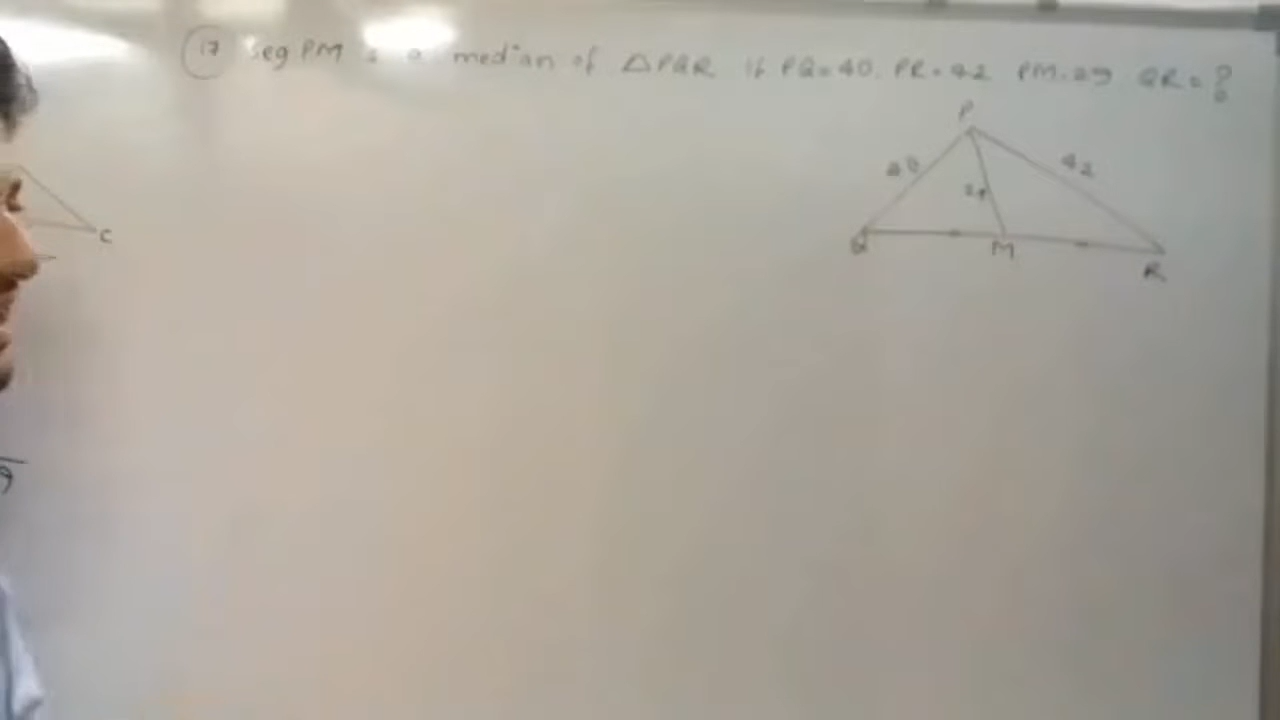 17 seg PM is a median of △PQR If PQ=40. PR=42 PM=29 QR=?
P
40
42
29
Q
M
R
C